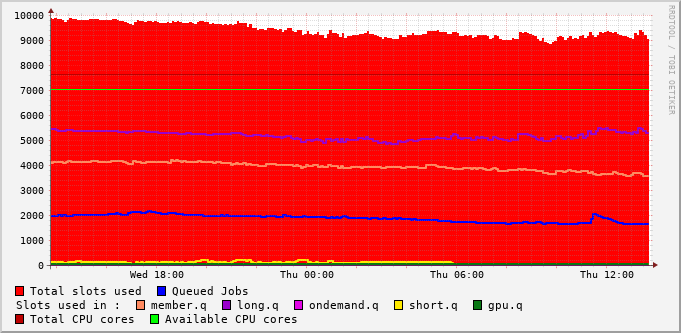 10000
9000
8000
7000
6000
5000
4000
3000
2000
1000
0
Wed 18:00 Thu 00:00 Thu 06:00 Thu 12:00
RRDTOOL / TOBI OETIKER
Total slots used Queued Jobs
Slots used in : member.q long.q ondemand.q short.q gpu.q
Total CPU cores Available CPU cores